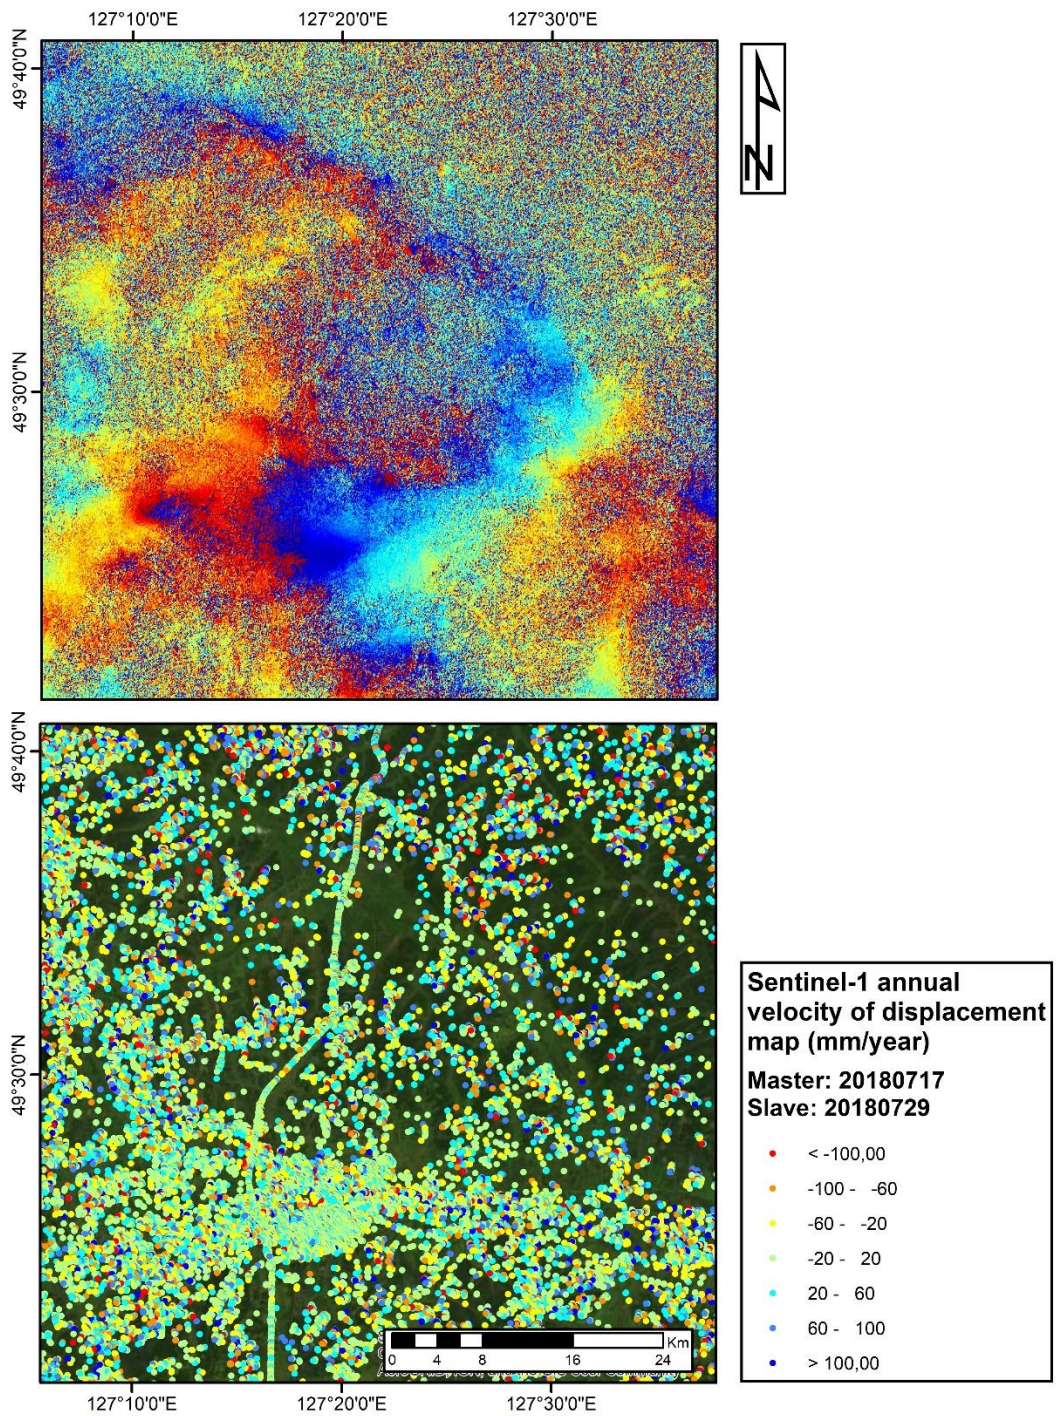 127°10'0"E 127°20'0"E 127°30'0"E
49°40'0"N
49°30'0"N
N
49°40'0"N
49°30'0"N
Sentinel-1 annual
velocity of displacement
map (mm/year)
Master: 20180717
Slave: 20180729
< -100,00
-100 - -60
-60 - -20
-20 - 20
20 - 60
60 - 100
> 100,00
Km
0 4 8 16 24
127°10'0"E 127°20'0"E 127°30'0"E